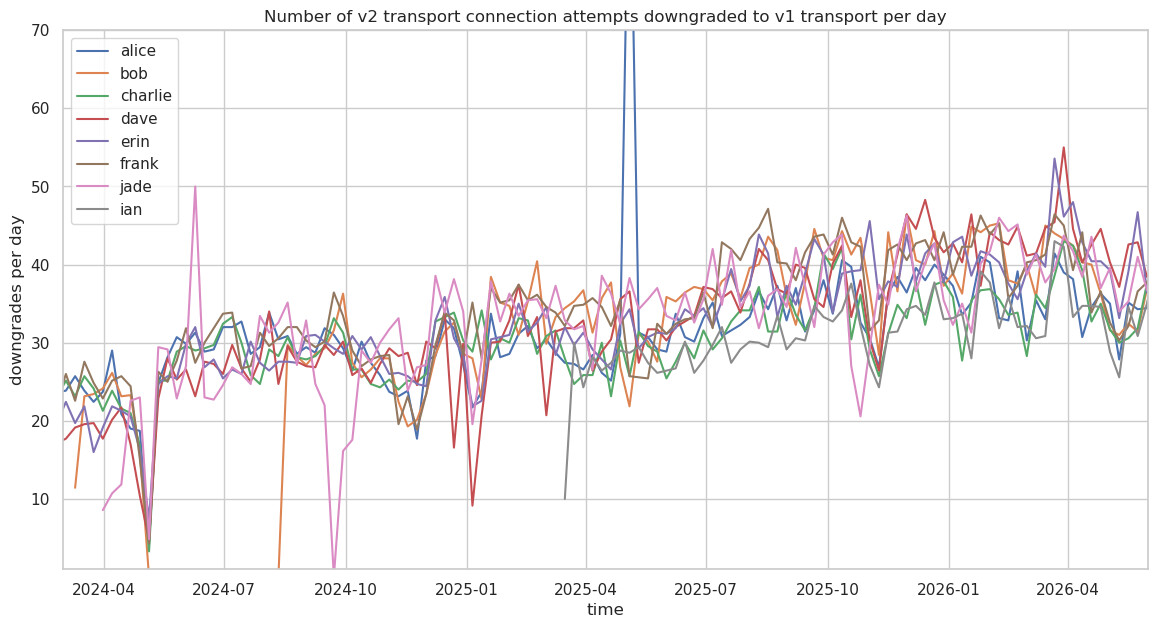 Number of v2 transport connection attempts downgraded to v1 transport per day
70
60
50
40
30
20
10
downgrades per day
alice
bob
charlie
dave
erin
frank
jade
ian
2024-04
2024-07
2024-10
2025-01
2025-04
2025-07
2025-10
2026-01
2026-04
time